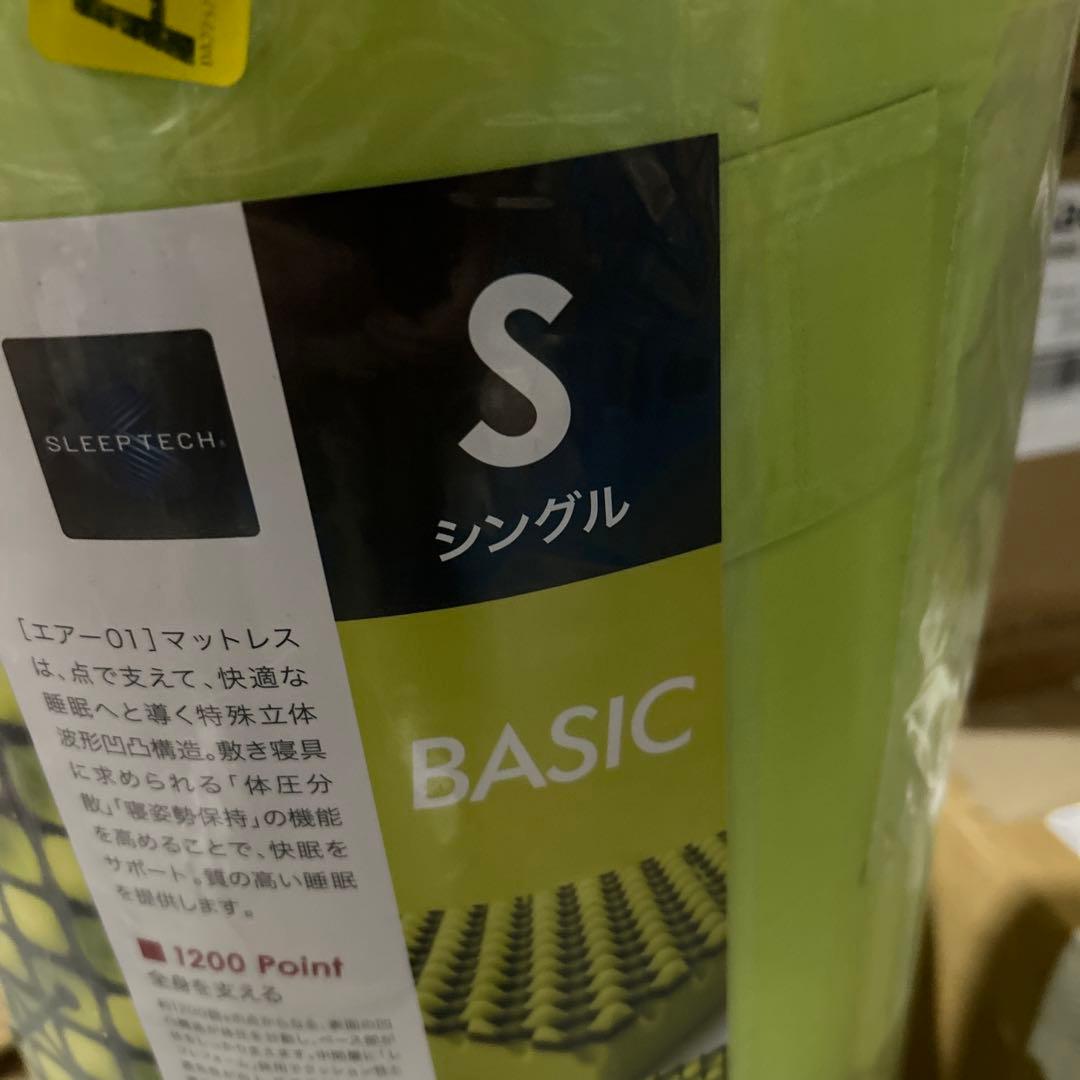 S
シングル
SLEEP TECH
BASIC
[エアー01]マットレス
は、点で支えて、快適な
睡眠へと導く特殊立体
波形凹凸構造。敷き寝具
に求められる「体圧分
散」「寝姿勢保持」の機能
を高めることで、快眠を
サポート。質の高い睡眠
を提供します。
■1200 Point
全身を支える